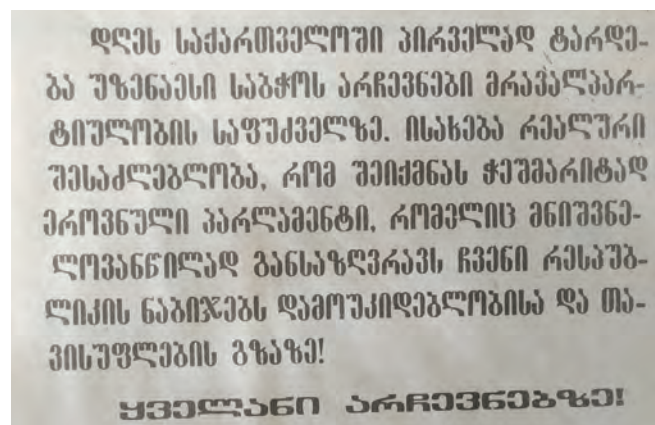 დღეს საქართველოში პირველად ტარდე-
ბა უზენაესი საბჭოს არჩევნები მრავალპარ-
ტიულობის საფუძველზე. ისახება რეალური
შესაძლებლობა, რომ შეიქმნას ჭეშმარიტად
ეროვნული პარლამენტი, რომელიც მნიშვნე-
ლოვანწილად განსაზღვრავს ჩვენი რესპუბ-
ლიკის ნაბიჯებს დამოუკიდებლობისა და თა-
ვისუფლების გზაზე!
ყველანი არჩევნებზე!